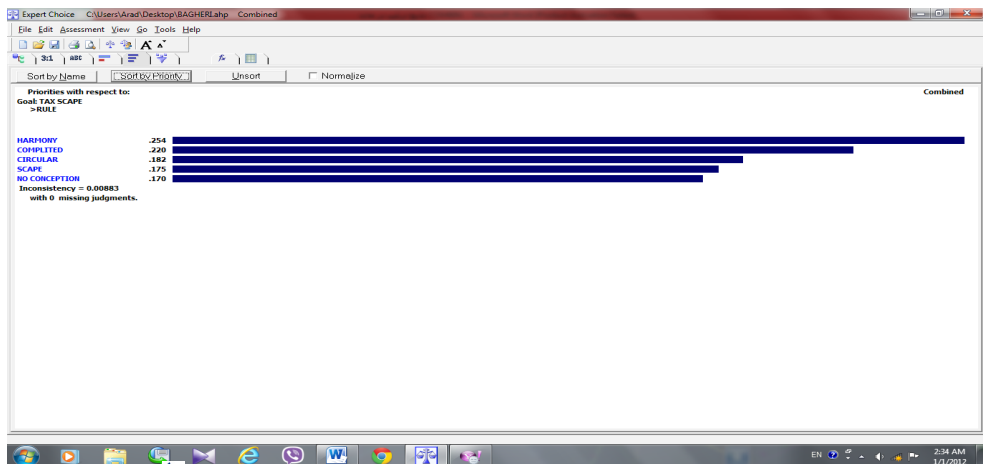 Expert Choice C:\Users\Arad\Desktop\BAGHERI.ahp Combined
File Edit Assessment View Go Tools Help
3:1 ABC
Sort by Name Sort by Priority Unsort Normalize
Priorities with respect to: Combined
Goal: TAX SCAPE
>RULE
HARMONY .254
COMPLITED .220
CIRCULAR .182
SCAPE .175
NO CONCEPTION .170
Inconsistency = 0.00883
with 0 missing judgments.
EN 2:34 AM
1/1/2012